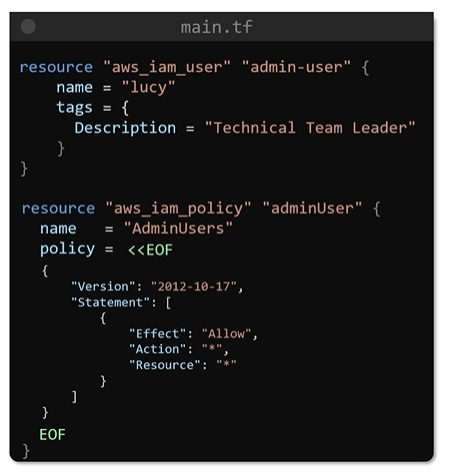 main.tf
resource "aws_iam_user" "admin-user" {
    name = "lucy"
    tags = {
      Description = "Technical Team Leader"
    }
}
resource "aws_iam_policy" "adminUser" {
  name   = "AdminUsers"
  policy = <<EOF
  {
      "Version": "2012-10-17",
      "Statement": [
          {
              "Effect": "Allow",
              "Action": "*",
              "Resource": "*"
          }
      ]
  }
  EOF
}